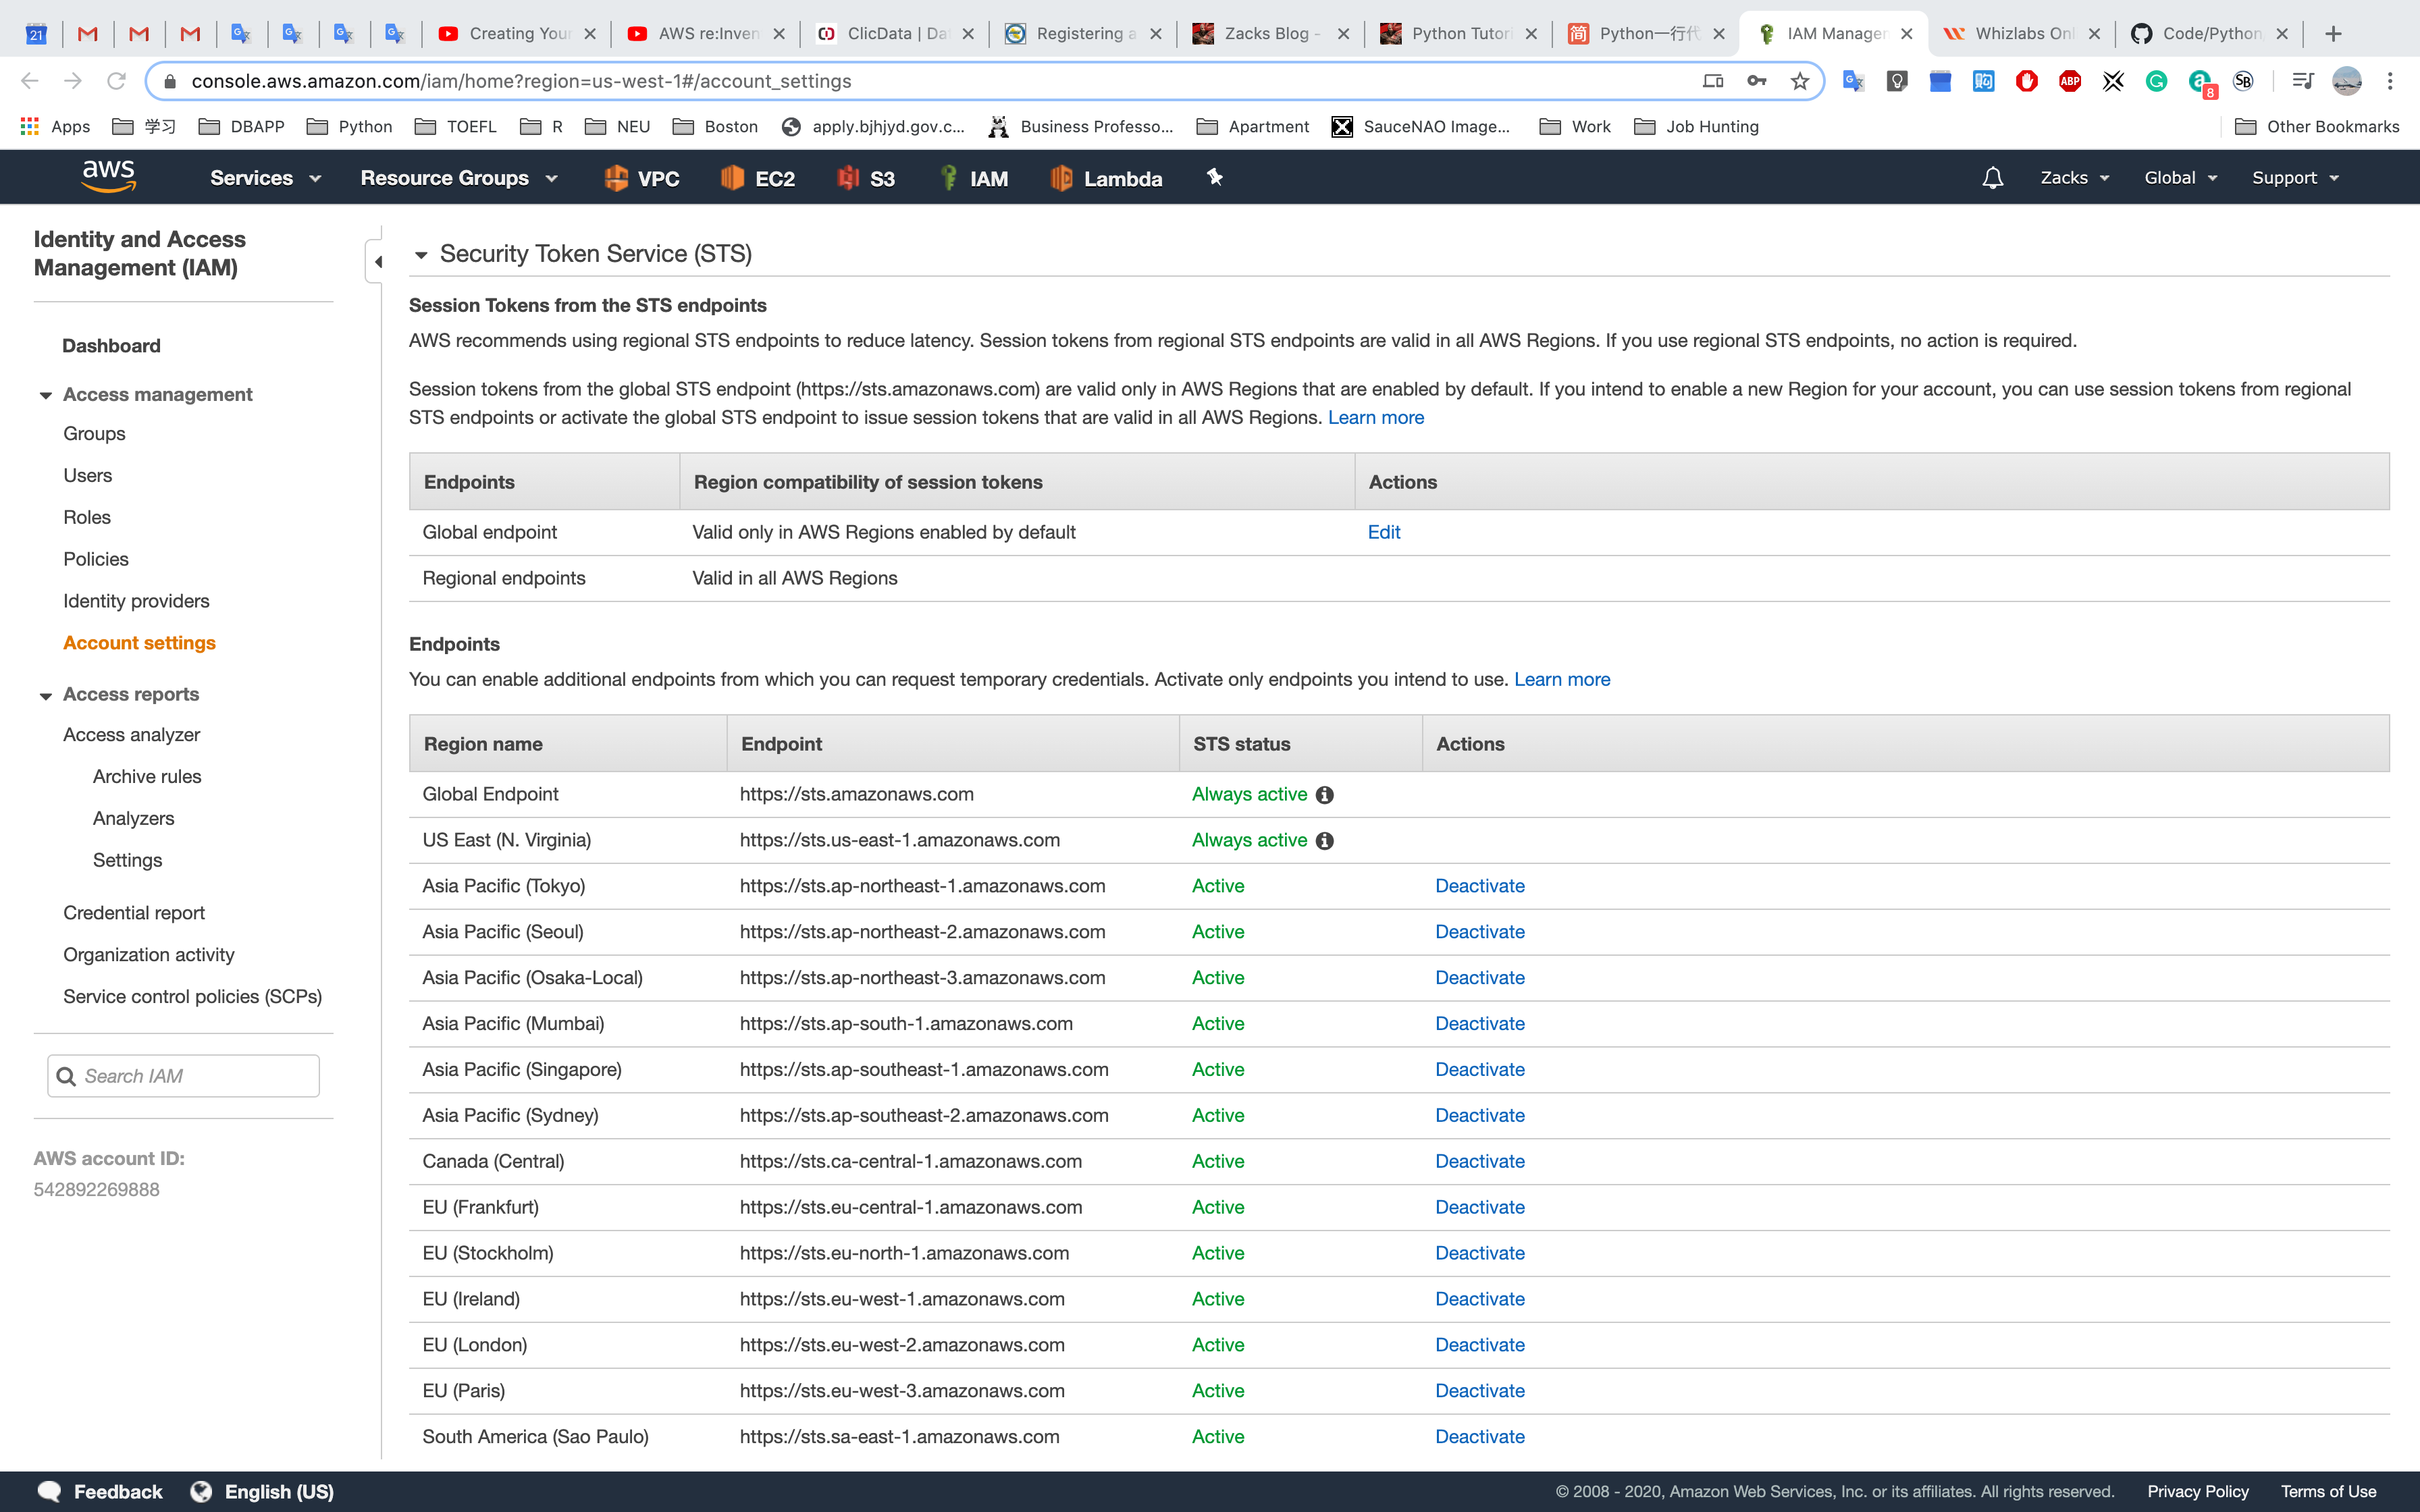 21
Creating Your
AWS re:Inven
ClicData | Da
Registering a
Zacks Blog -
Python Tutori
Python一行代
IAM Manager
Whizlabs Onl
Code/Python
console.aws.amazon.com/iam/home?region=us-west-1#/account_settings
ABP
8
SB
Apps
学习
DBAPP
Python
TOEFL
R
NEU
Boston
apply.bjhjyd.gov.c...
Business Professo...
Apartment
SauceNAO Image...
Work
Job Hunting
Other Bookmarks
aws
Services
Resource Groups
VPC
EC2
S3
IAM
Lambda
Zacks
Global
Support
Identity and Access
Management (IAM)
Dashboard
Access management
Groups
Users
Roles
Policies
Identity providers
Account settings
Access reports
Access analyzer
Archive rules
Analyzers
Settings
Credential report
Organization activity
Service control policies (SCPs)
Search IAM
AWS account ID:
542892269888
Security Token Service (STS)
Session Tokens from the STS endpoints
AWS recommends using regional STS endpoints to reduce latency. Session tokens from regional STS endpoints are valid in all AWS Regions. If you use regional STS endpoints, no action is required.
Session tokens from the global STS endpoint (https://sts.amazonaws.com) are valid only in AWS Regions that are enabled by default. If you intend to enable a new Region for your account, you can use session tokens from regional
STS endpoints or activate the global STS endpoint to issue session tokens that are valid in all AWS Regions. Learn more
Endpoints Region compatibility of session tokens Actions
Global endpoint Valid only in AWS Regions enabled by default Edit
Regional endpoints Valid in all AWS Regions
Endpoints
You can enable additional endpoints from which you can request temporary credentials. Activate only endpoints you intend to use. Learn more
Region name Endpoint STS status Actions
Global Endpoint https://sts.amazonaws.com Always active
US East (N. Virginia) https://sts.us-east-1.amazonaws.com Always active
Asia Pacific (Tokyo) https://sts.ap-northeast-1.amazonaws.com Active Deactivate
Asia Pacific (Seoul) https://sts.ap-northeast-2.amazonaws.com Active Deactivate
Asia Pacific (Osaka-Local) https://sts.ap-northeast-3.amazonaws.com Active Deactivate
Asia Pacific (Mumbai) https://sts.ap-south-1.amazonaws.com Active Deactivate
Asia Pacific (Singapore) https://sts.ap-southeast-1.amazonaws.com Active Deactivate
Asia Pacific (Sydney) https://sts.ap-southeast-2.amazonaws.com Active Deactivate
Canada (Central) https://sts.ca-central-1.amazonaws.com Active Deactivate
EU (Frankfurt) https://sts.eu-central-1.amazonaws.com Active Deactivate
EU (Stockholm) https://sts.eu-north-1.amazonaws.com Active Deactivate
EU (Ireland) https://sts.eu-west-1.amazonaws.com Active Deactivate
EU (London) https://sts.eu-west-2.amazonaws.com Active Deactivate
EU (Paris) https://sts.eu-west-3.amazonaws.com Active Deactivate
South America (Sao Paulo) https://sts.sa-east-1.amazonaws.com Active Deactivate
Feedback
English (US)
© 2008 - 2020, Amazon Web Services, Inc. or its affiliates. All rights reserved.
Privacy Policy
Terms of Use